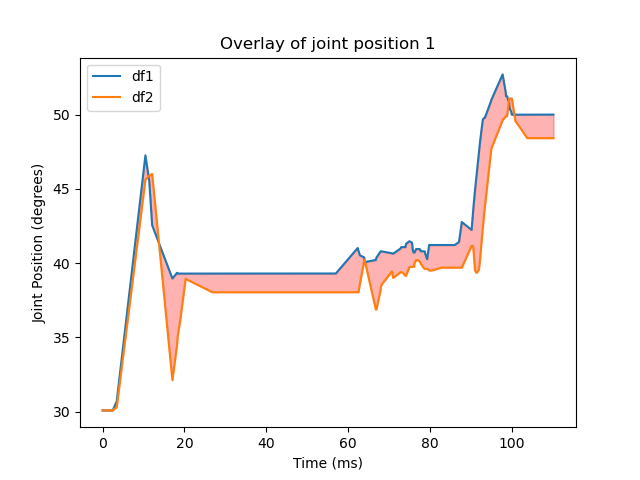 Overlay of joint position 1
df1
df2
Joint Position (degrees)
50
45
40
35
30
0 20 40 60 80 100
Time (ms)